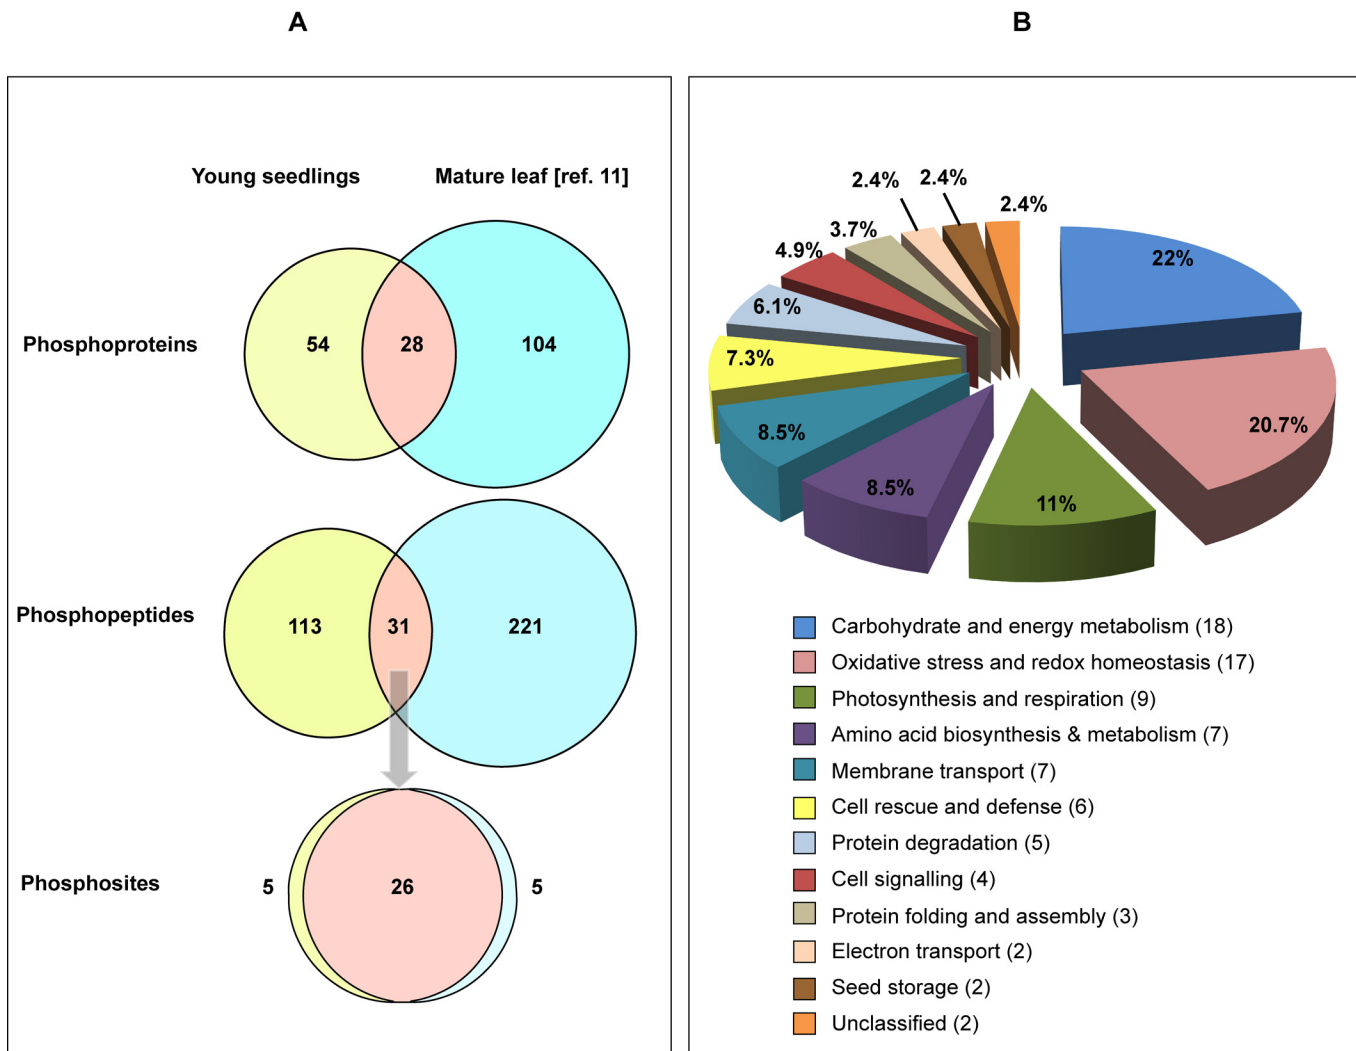 A
B
Young seedlings
Mature leaf [ref. 11]
Phosphoproteins
54
28
104
Phosphopeptides
113
31
221
Phosphosites
5
26
5
2.4%
2.4%
2.4%
3.7%
4.9%
6.1%
7.3%
8.5%
8.5%
11%
20.7%
22%
Carbohydrate and energy metabolism (18)
Oxidative stress and redox homeostasis (17)
Photosynthesis and respiration (9)
Amino acid biosynthesis & metabolism (7)
Membrane transport (7)
Cell rescue and defense (6)
Protein degradation (5)
Cell signalling (4)
Protein folding and assembly (3)
Electron transport (2)
Seed storage (2)
Unclassified (2)